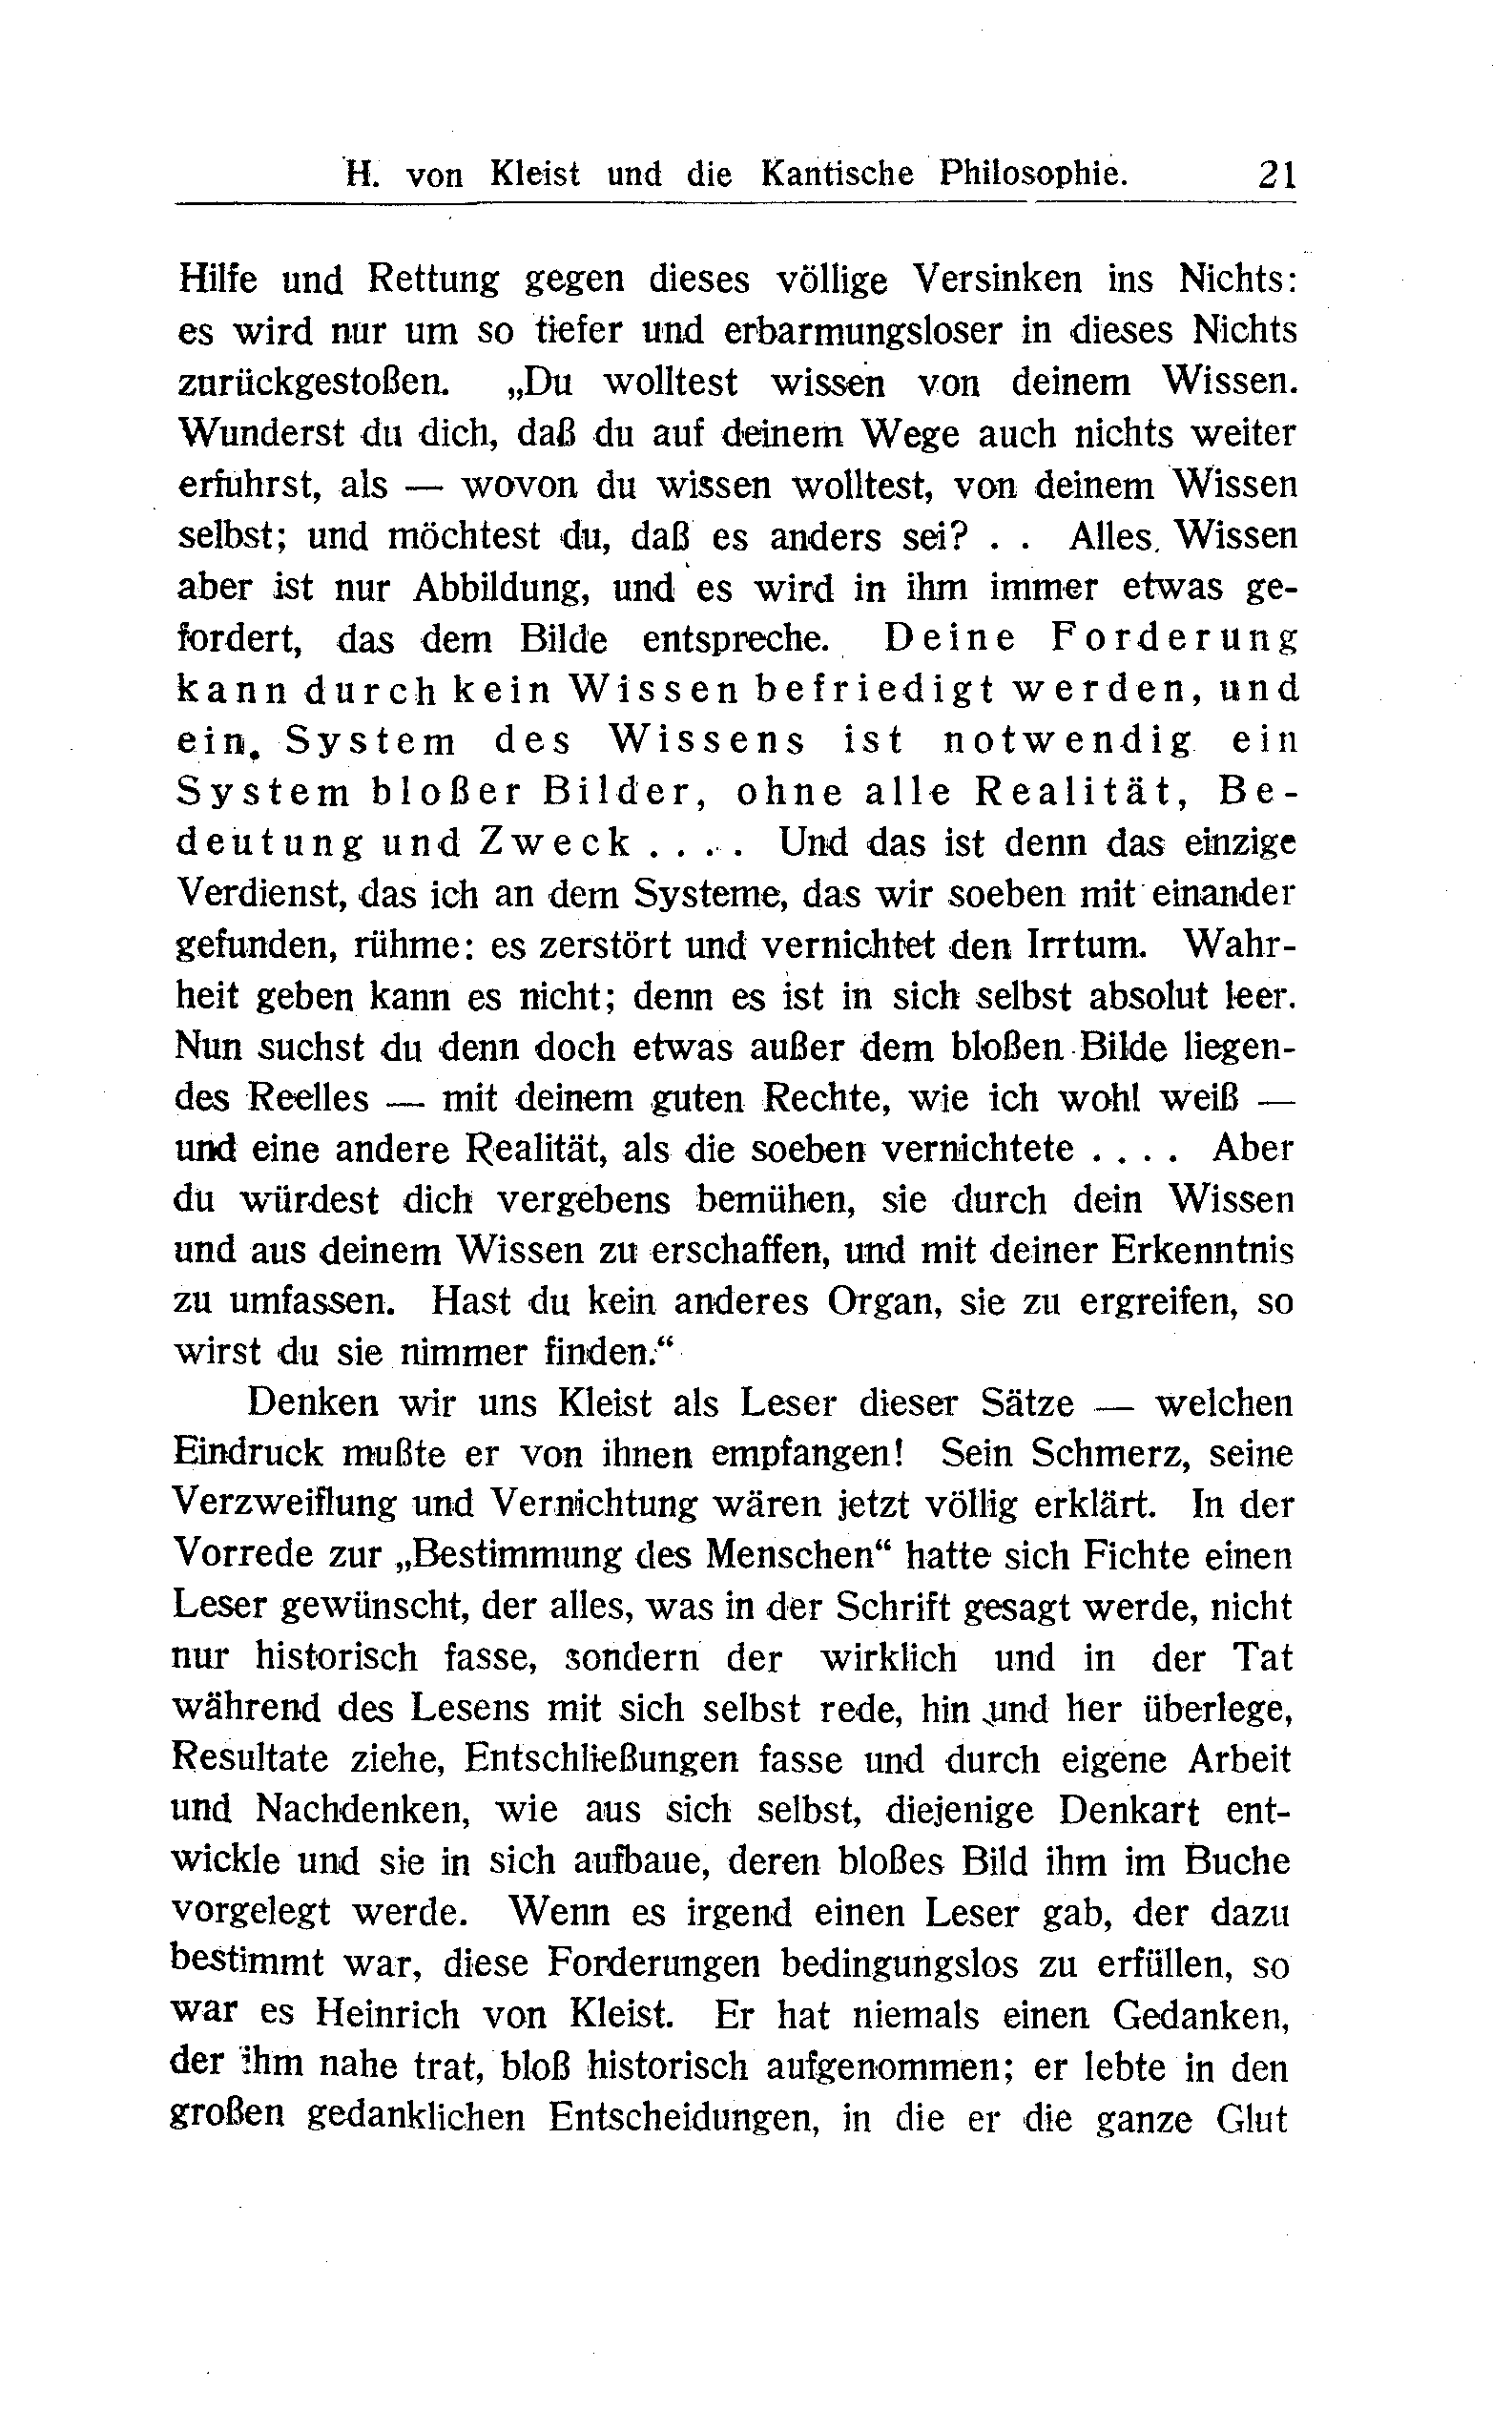 H. von Kleist und die Kantische Philosophie. 21
Hilfe und Rettung gegen dieses völlige Versinken ins Nichts:
es wird nur um so tiefer und erbarmungsloser in dieses Nichts
zurückgestoßen. „Du wolltest wissen von deinem Wissen.
Wunderst du dich, daß du auf deinem Wege auch nichts weiter
erfuhrst, als — wovon du wissen wolltest, von deinem Wissen
selbst; und möchtest du, daß es anders sei? . . Alles Wissen
aber ist nur Abbildung, und es wird in ihm immer etwas ge-
fordert, das dem Bilde entspreche. Deine Forderung
kann durch kein Wissen befriedigt werden, und
ein System des Wissens ist notwendig ein
System bloßer Bilder, ohne alle Realität, Be-
deutung und Zweck . . . . Und das ist denn das einzige
Verdienst, das ich an dem Systeme, das wir soeben mit einander
gefunden, rühme: es zerstört und vernichtet den Irrtum. Wahr-
heit geben kann es nicht; denn es ist in sich selbst absolut leer.
Nun suchst du denn doch etwas außer dem bloßen Bilde liegen-
des Reelles — mit deinem guten Rechte, wie ich wohl weiß —
und eine andere Realität, als die soeben vernichtete . . . . Aber
du würdest dich vergebens bemühen, sie durch dein Wissen
und aus deinem Wissen zu erschaffen, und mit deiner Erkenntnis
zu umfassen. Hast du kein anderes Organ, sie zu ergreifen, so
wirst du sie nimmer finden.“
Denken wir uns Kleist als Leser dieser Sätze — welchen
Eindruck mußte er von ihnen empfangen! Sein Schmerz, seine
Verzweiflung und Vernichtung wären jetzt völlig erklärt. In der
Vorrede zur „Bestimmung des Menschen“ hatte sich Fichte einen
Leser gewünscht, der alles, was in der Schrift gesagt werde, nicht
nur historisch fasse, sondern der wirklich und in der Tat
während des Lesens mit sich selbst rede, hin und her überlege,
Resultate ziehe, Entschließungen fasse und durch eigene Arbeit
und Nachdenken, wie aus sich selbst, diejenige Denkart ent-
wickle und sie in sich aufbaue, deren bloßes Bild ihm im Buche
vorgelegt werde. Wenn es irgend einen Leser gab, der dazu
bestimmt war, diese Forderungen bedingungslos zu erfüllen, so
war es Heinrich von Kleist. Er hat niemals einen Gedanken,
der ihm nahe trat, bloß historisch aufgenommen; er lebte in den
großen gedanklichen Entscheidungen, in die er die ganze Glut